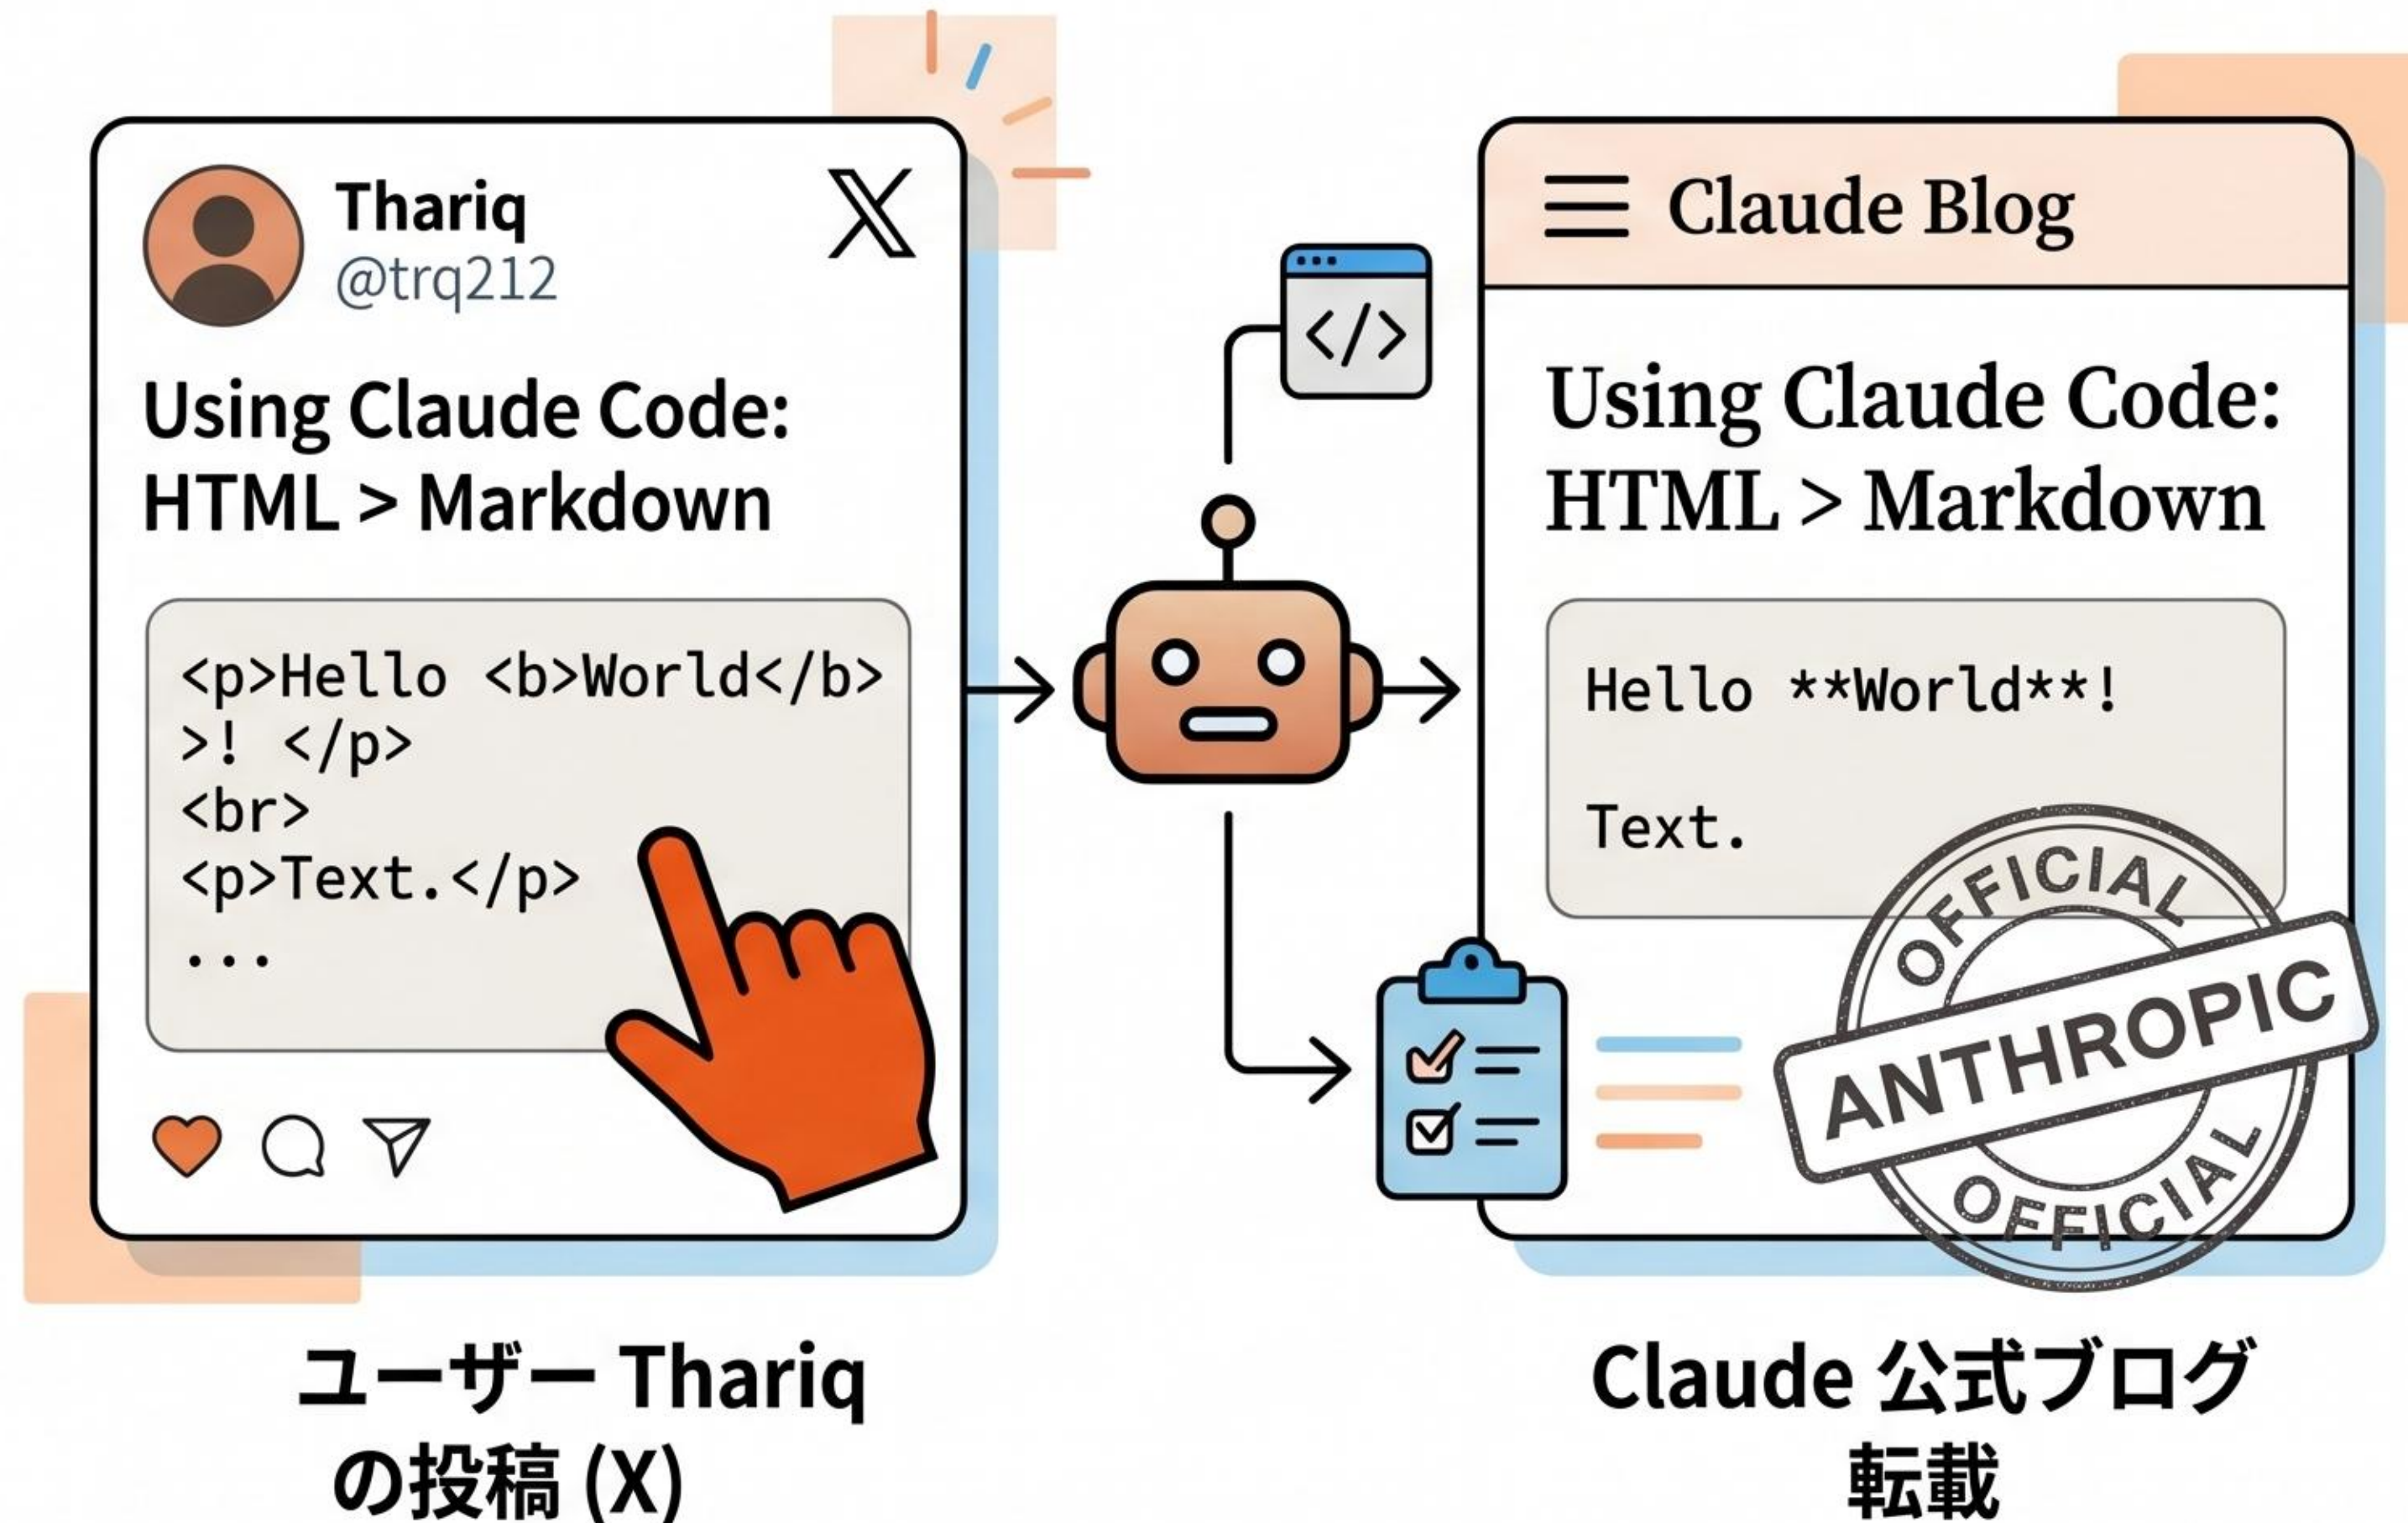 Thariq
@trq212
Using Claude Code:
HTML > Markdown
<p>Hello <b>World</b>
>! </p>
<br>
<p>Text.</p>
...
ユーザー Thariq
の投稿 (X)
</>
Claude Blog
Using Claude Code:
HTML > Markdown
Hello **World**!
Text.
OFFICIAL
ANTHROPIC
OFFICIAL
Claude 公式ブログ
転載